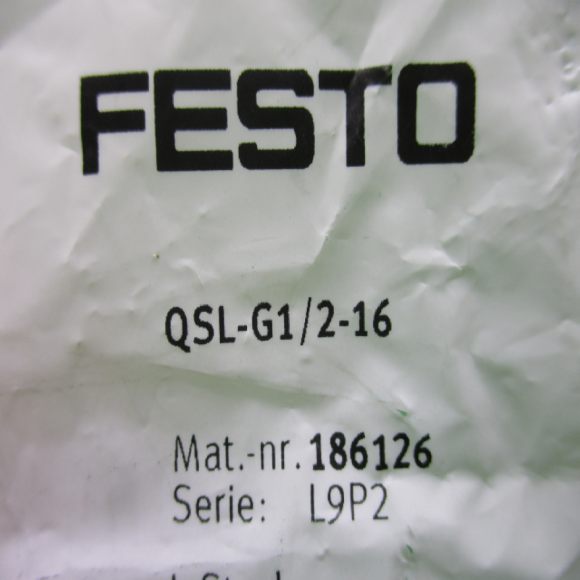 FESTO
QSL-G1/2-16
Mat.-nr. 186126
Serie: L9P2